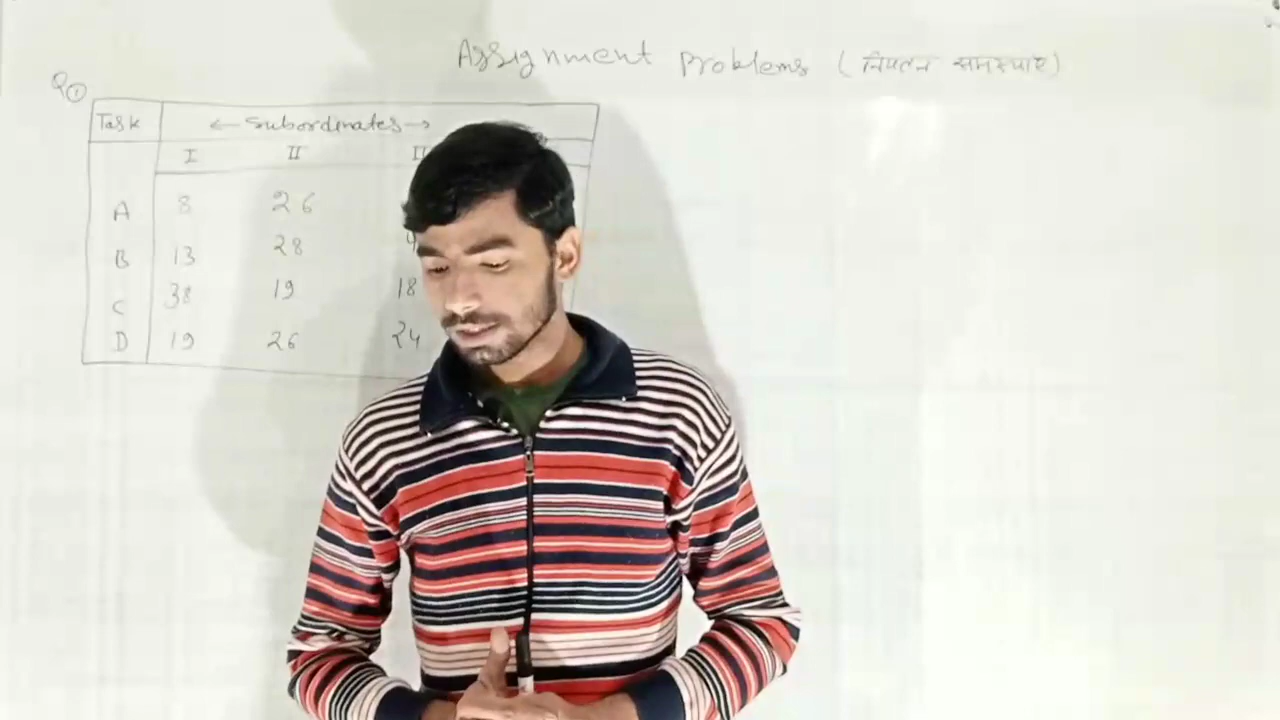 Assignment Problems (नियतन समस्याएं)
Q①
Task ← Subordinates →
I II
A 8 26
B 13 28
C 38 19 18
D 19 26 24